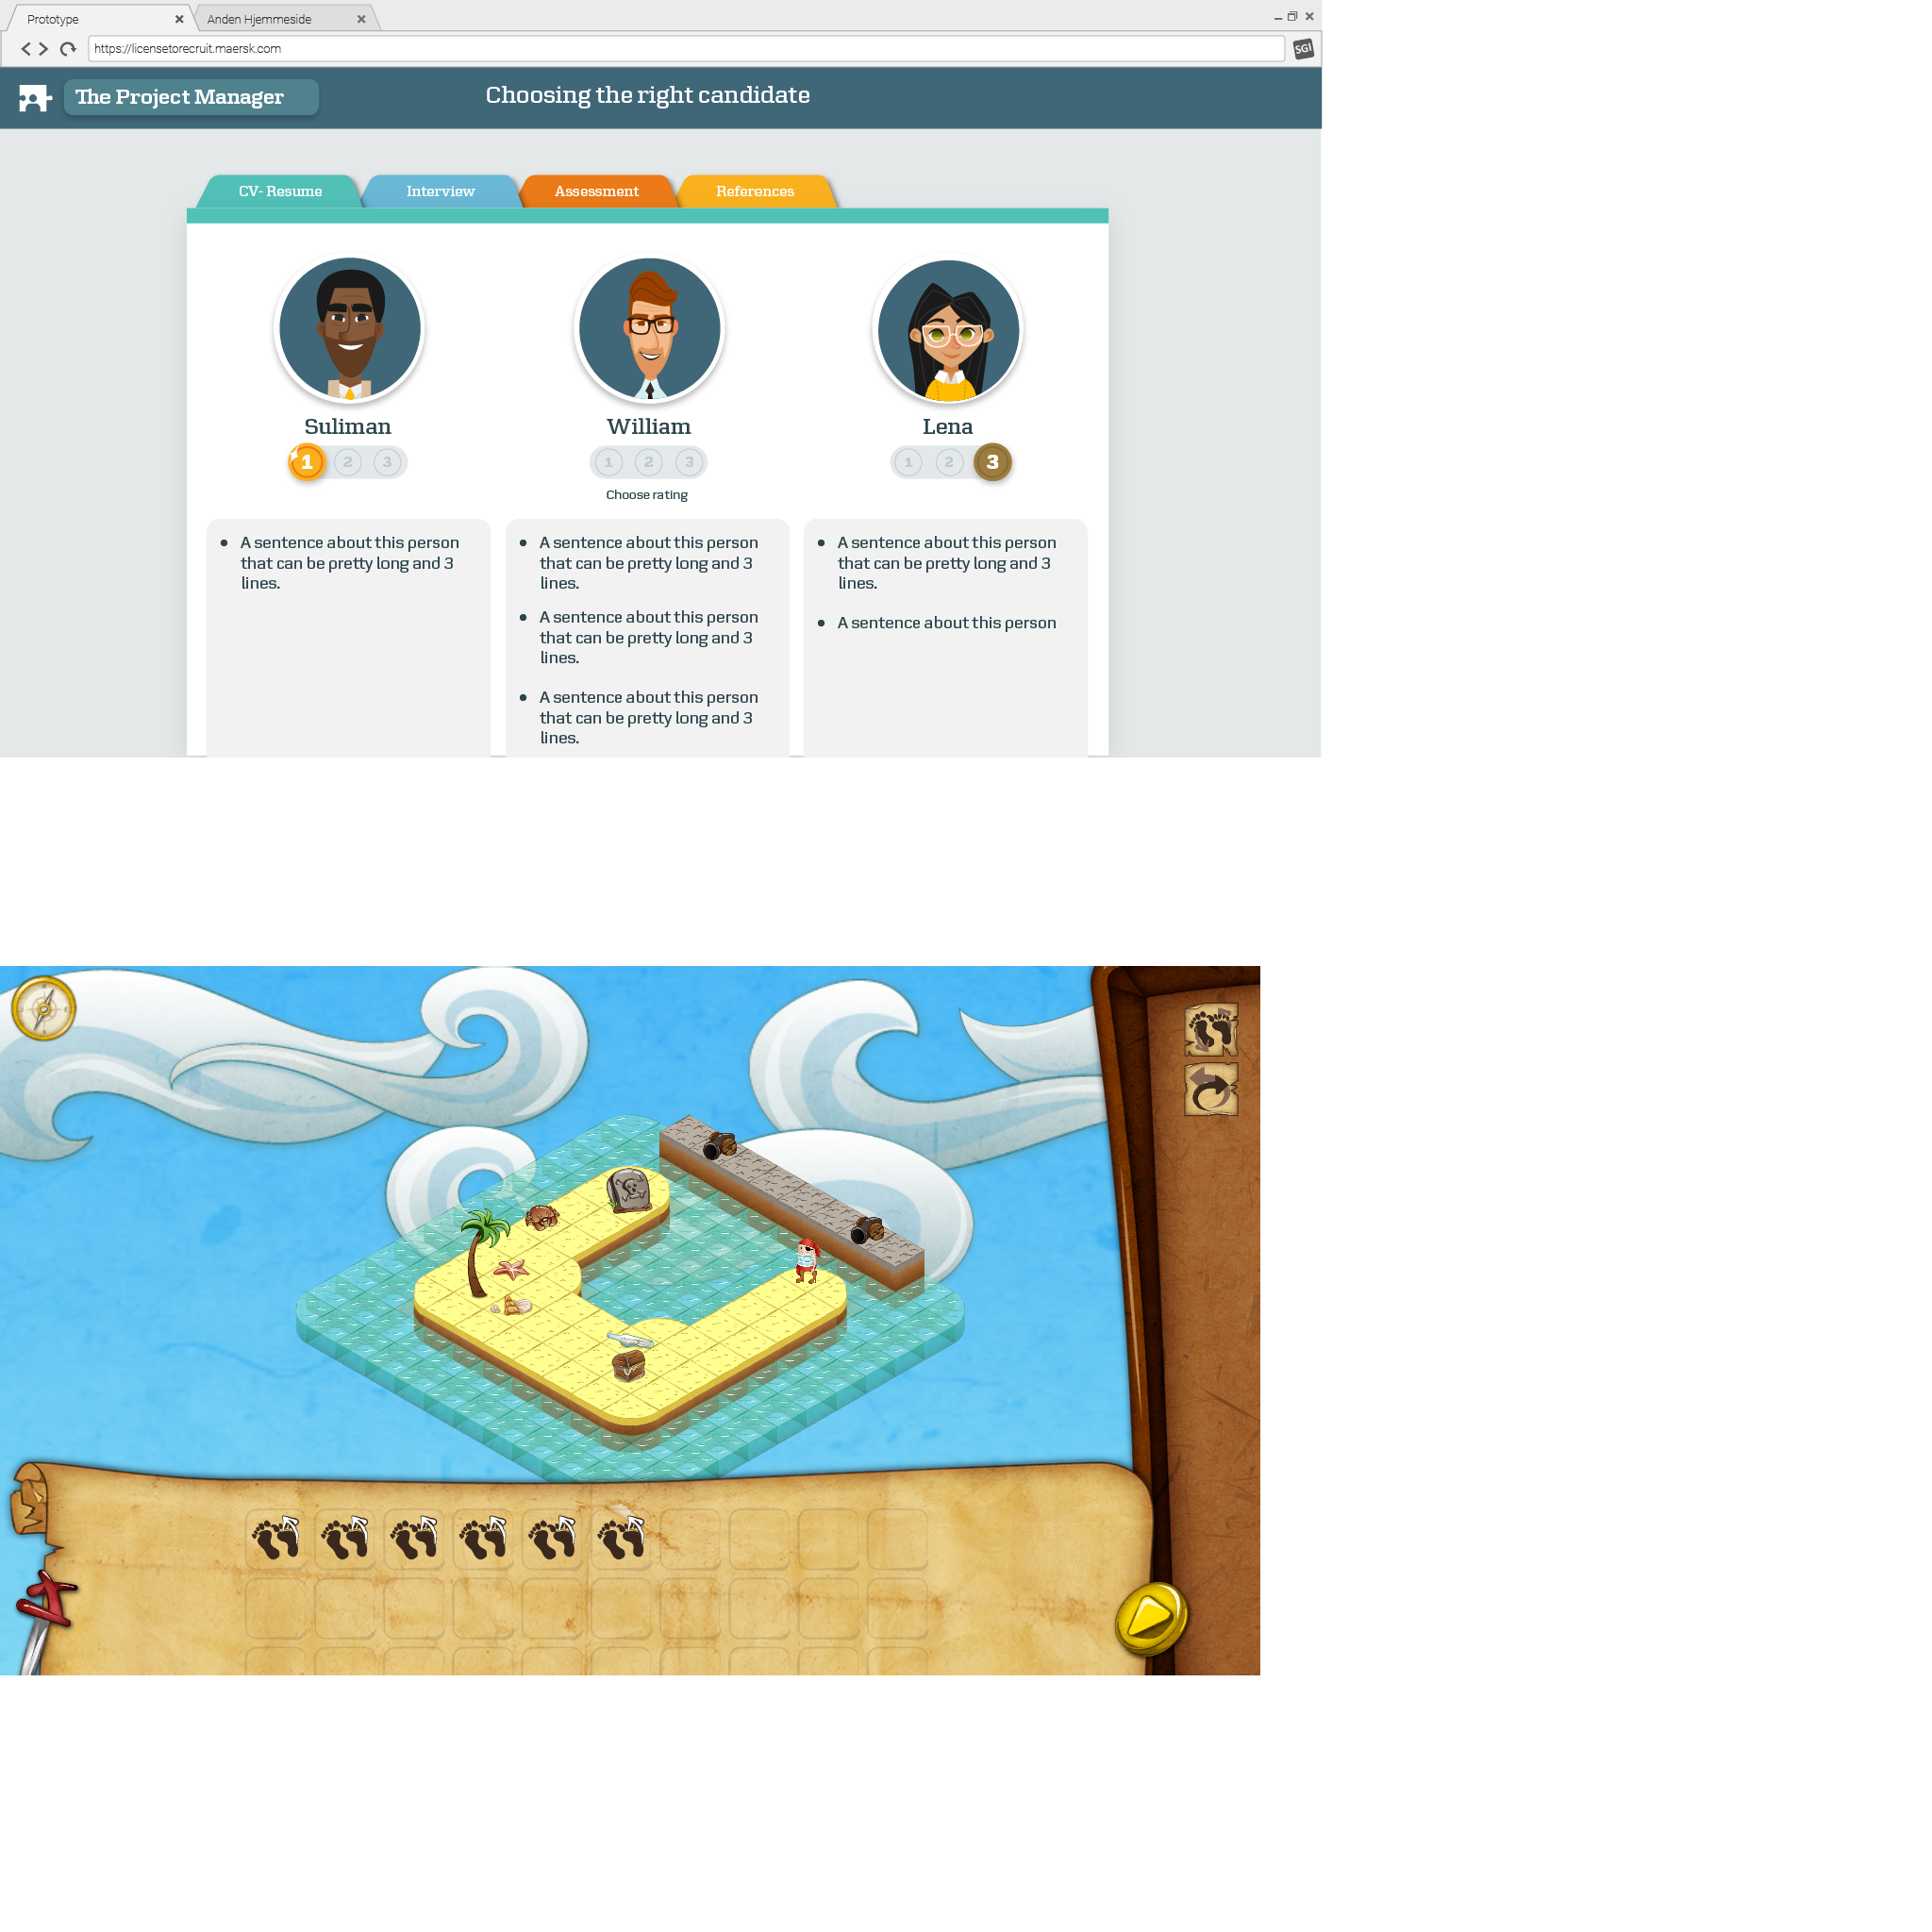 Prototype
Anden Hjemmeside
https://licensetorecruit.maersk.com
SGI
The Project Manager
Choosing the right candidate
CV- Resume
Interview
Assessment
References
Suliman
William
Lena
1 2 3
1 2 3
1 2 3
Choose rating
A sentence about this person
that can be pretty long and 3
lines.
A sentence about this person
that can be pretty long and 3
lines.
A sentence about this person
that can be pretty long and 3
lines.
A sentence about this person
that can be pretty long and 3
lines.
A sentence about this person
that can be pretty long and 3
lines.
A sentence about this person